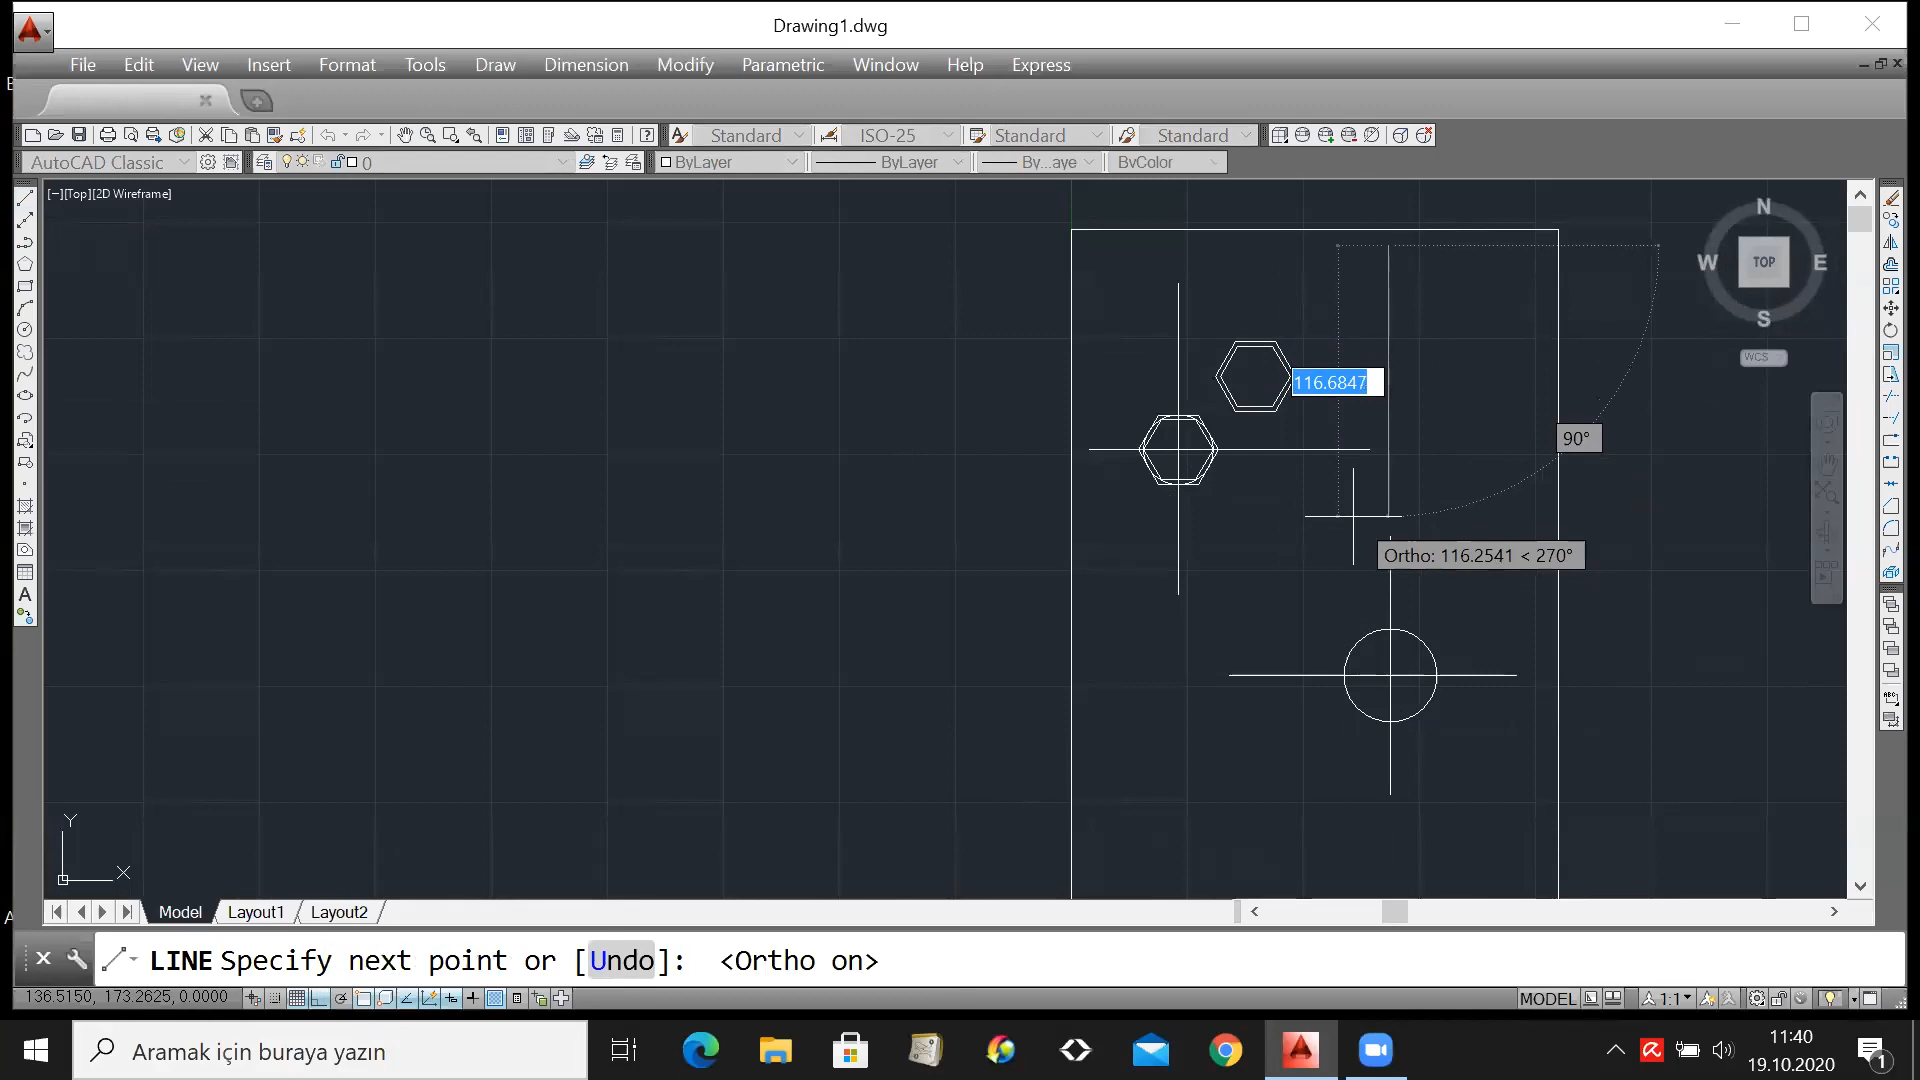 Drawing1.dwg
File Edit View Insert Format Tools Draw Dimension Modify Parametric Window Help Express
Standard ISO-25 Standard Standard
AutoCAD Classic 0 ByLayer ByLayer By...aye ByColor
[−][Top][2D Wireframe]
N
W TOP E
S
WCS
116.6847
90°
Ortho: 116.2541 < 270°
Y
X
Model Layout1 Layout2
LINE Specify next point or [Undo]: <Ortho on>
136.5150, 173.2625, 0.0000 MODEL 1:1
Aramak için buraya yazın
11:40
19.10.2020
1